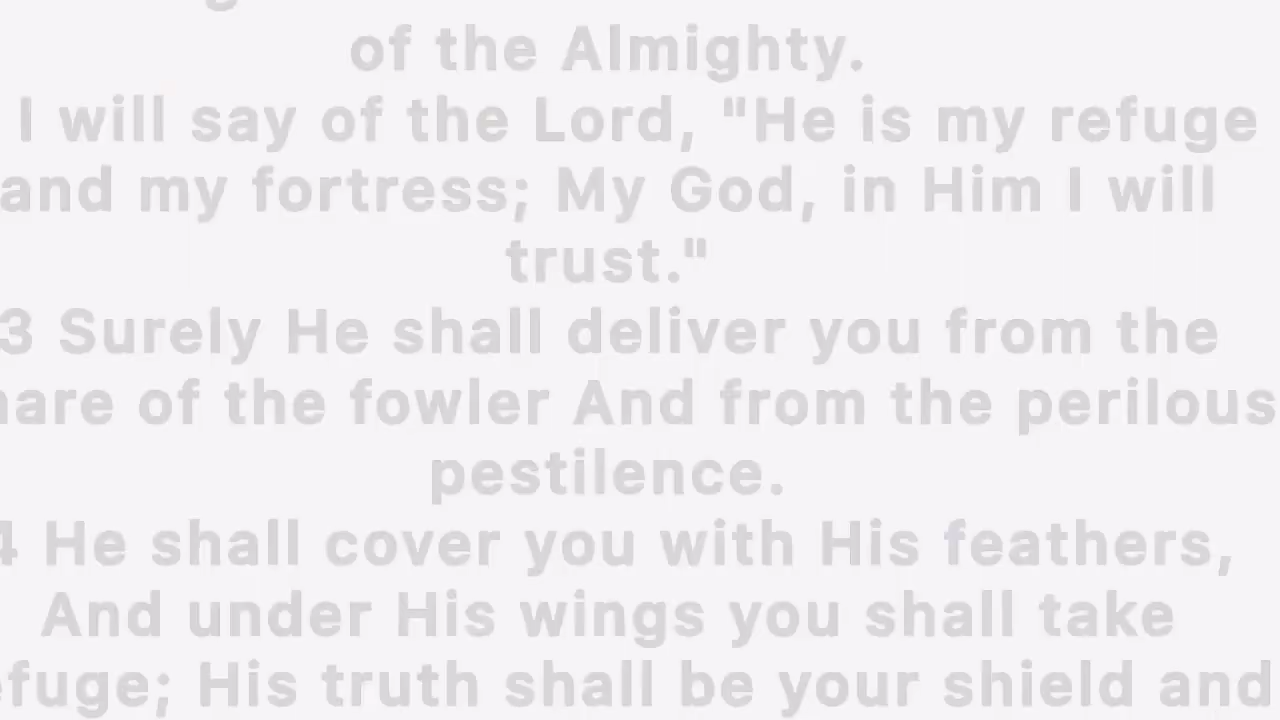 of the Almighty.
I will say of the Lord, "He is my refuge
and my fortress; My God, in Him I will
trust."
3 Surely He shall deliver you from the
of the fowler And from the perilous
pestilence.
4 He shall cover you with His feathers,
And under His wings you shall take
His truth shall be your shield and